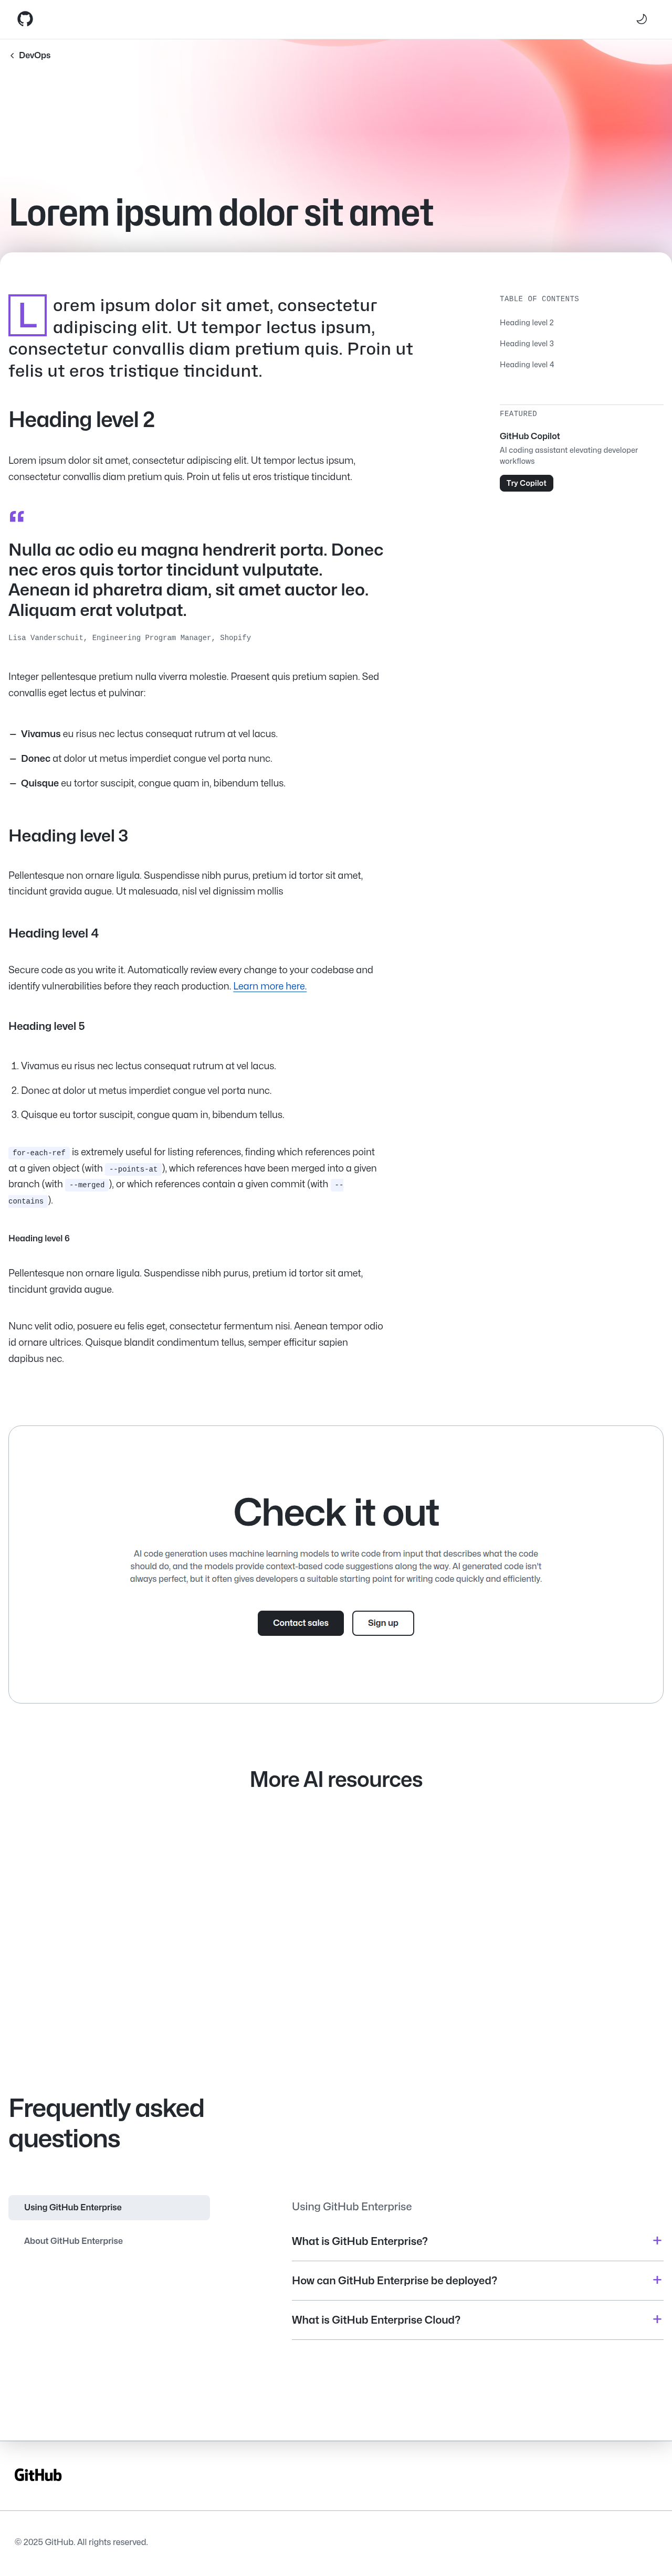 DevOps
Lorem ipsum dolor sit amet
Lorem ipsum dolor sit amet, consectetur
adipiscing elit. Ut tempor lectus ipsum,
consectetur convallis diam pretium quis. Proin ut
felis ut eros tristique tincidunt.
TABLE OF CONTENTS
Heading level 2
Heading level 3
Heading level 4
FEATURED
GitHub Copilot
AI coding assistant elevating developer
workflows
Try Copilot
Heading level 2
Lorem ipsum dolor sit amet, consectetur adipiscing elit. Ut tempor lectus ipsum,
consectetur convallis diam pretium quis. Proin ut felis ut eros tristique tincidunt.
“
Nulla ac odio eu magna hendrerit porta. Donec
nec eros quis tortor tincidunt vulputate.
Aenean id pharetra diam, sit amet auctor leo.
Aliquam erat volutpat.
Lisa Vanderschuit, Engineering Program Manager, Shopify
Integer pellentesque pretium nulla viverra molestie. Praesent quis pretium sapien. Sed
convallis eget lectus et pulvinar:
— Vivamus eu risus nec lectus consequat rutrum at vel lacus.
— Donec at dolor ut metus imperdiet congue vel porta nunc.
— Quisque eu tortor suscipit, congue quam in, bibendum tellus.
Heading level 3
Pellentesque non ornare ligula. Suspendisse nibh purus, pretium id tortor sit amet,
tincidunt gravida augue. Ut malesuada, nisl vel dignissim mollis
Heading level 4
Secure code as you write it. Automatically review every change to your codebase and
identify vulnerabilities before they reach production. Learn more here.
Heading level 5
1. Vivamus eu risus nec lectus consequat rutrum at vel lacus.
2. Donec at dolor ut metus imperdiet congue vel porta nunc.
3. Quisque eu tortor suscipit, congue quam in, bibendum tellus.
for-each-ref is extremely useful for listing references, finding which references point
at a given object (with --points-at ), which references have been merged into a given
branch (with --merged ), or which references contain a given commit (with --
contains ).
Heading level 6
Pellentesque non ornare ligula. Suspendisse nibh purus, pretium id tortor sit amet,
tincidunt gravida augue.
Nunc velit odio, posuere eu felis eget, consectetur fermentum nisi. Aenean tempor odio
id ornare ultrices. Quisque blandit condimentum tellus, semper efficitur sapien
dapibus nec.
Check it out
AI code generation uses machine learning models to write code from input that describes what the code
should do, and the models provide context-based code suggestions along the way. AI generated code isn't
always perfect, but it often gives developers a suitable starting point for writing code quickly and efficiently.
Contact sales
Sign up
More AI resources
Frequently asked
questions
Using GitHub Enterprise
About GitHub Enterprise
Using GitHub Enterprise
What is GitHub Enterprise?
How can GitHub Enterprise be deployed?
What is GitHub Enterprise Cloud?
GitHub
© 2025 GitHub. All rights reserved.